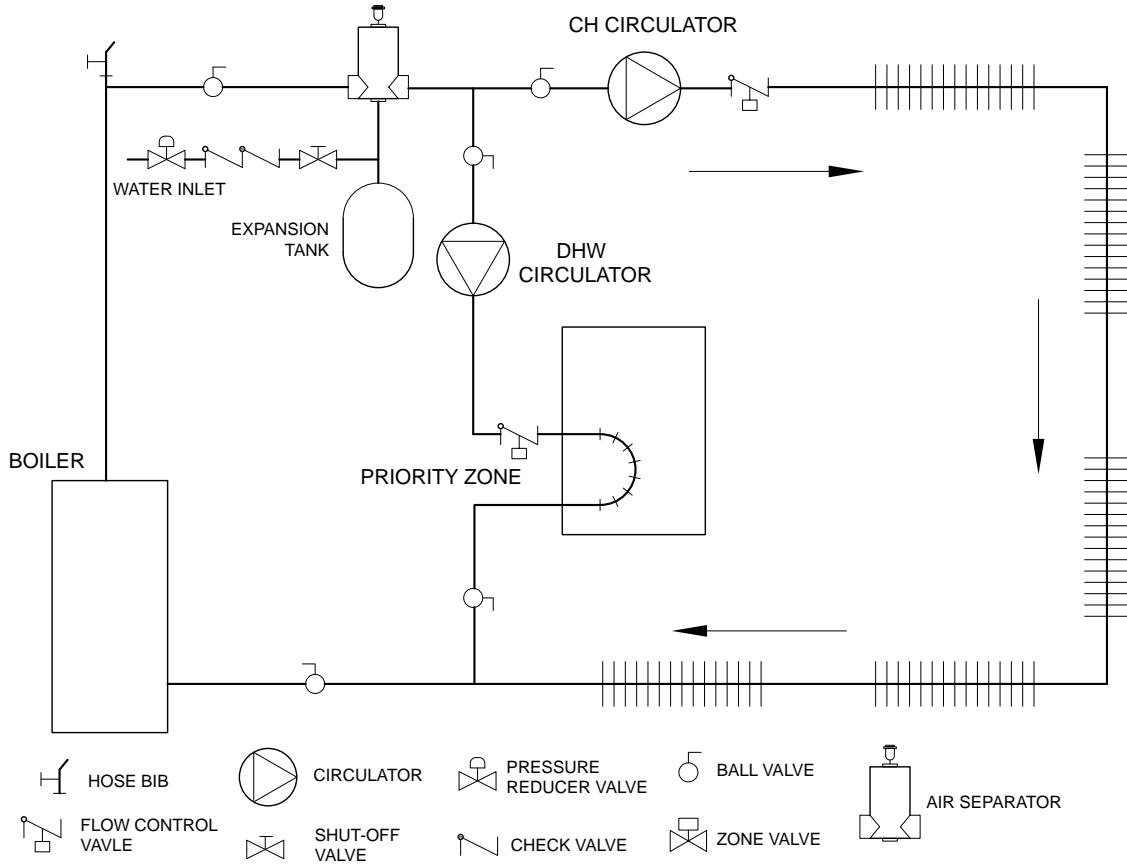 CH CIRCULATOR
WATER INLET
EXPANSION
TANK
DHW
CIRCULATOR
BOILER
PRIORITY ZONE
HOSE BIB
CIRCULATOR
PRESSURE
REDUCER VALVE
BALL VALVE
AIR SEPARATOR
FLOW CONTROL
VAVLE
SHUT-OFF
VALVE
CHECK VALVE
ZONE VALVE